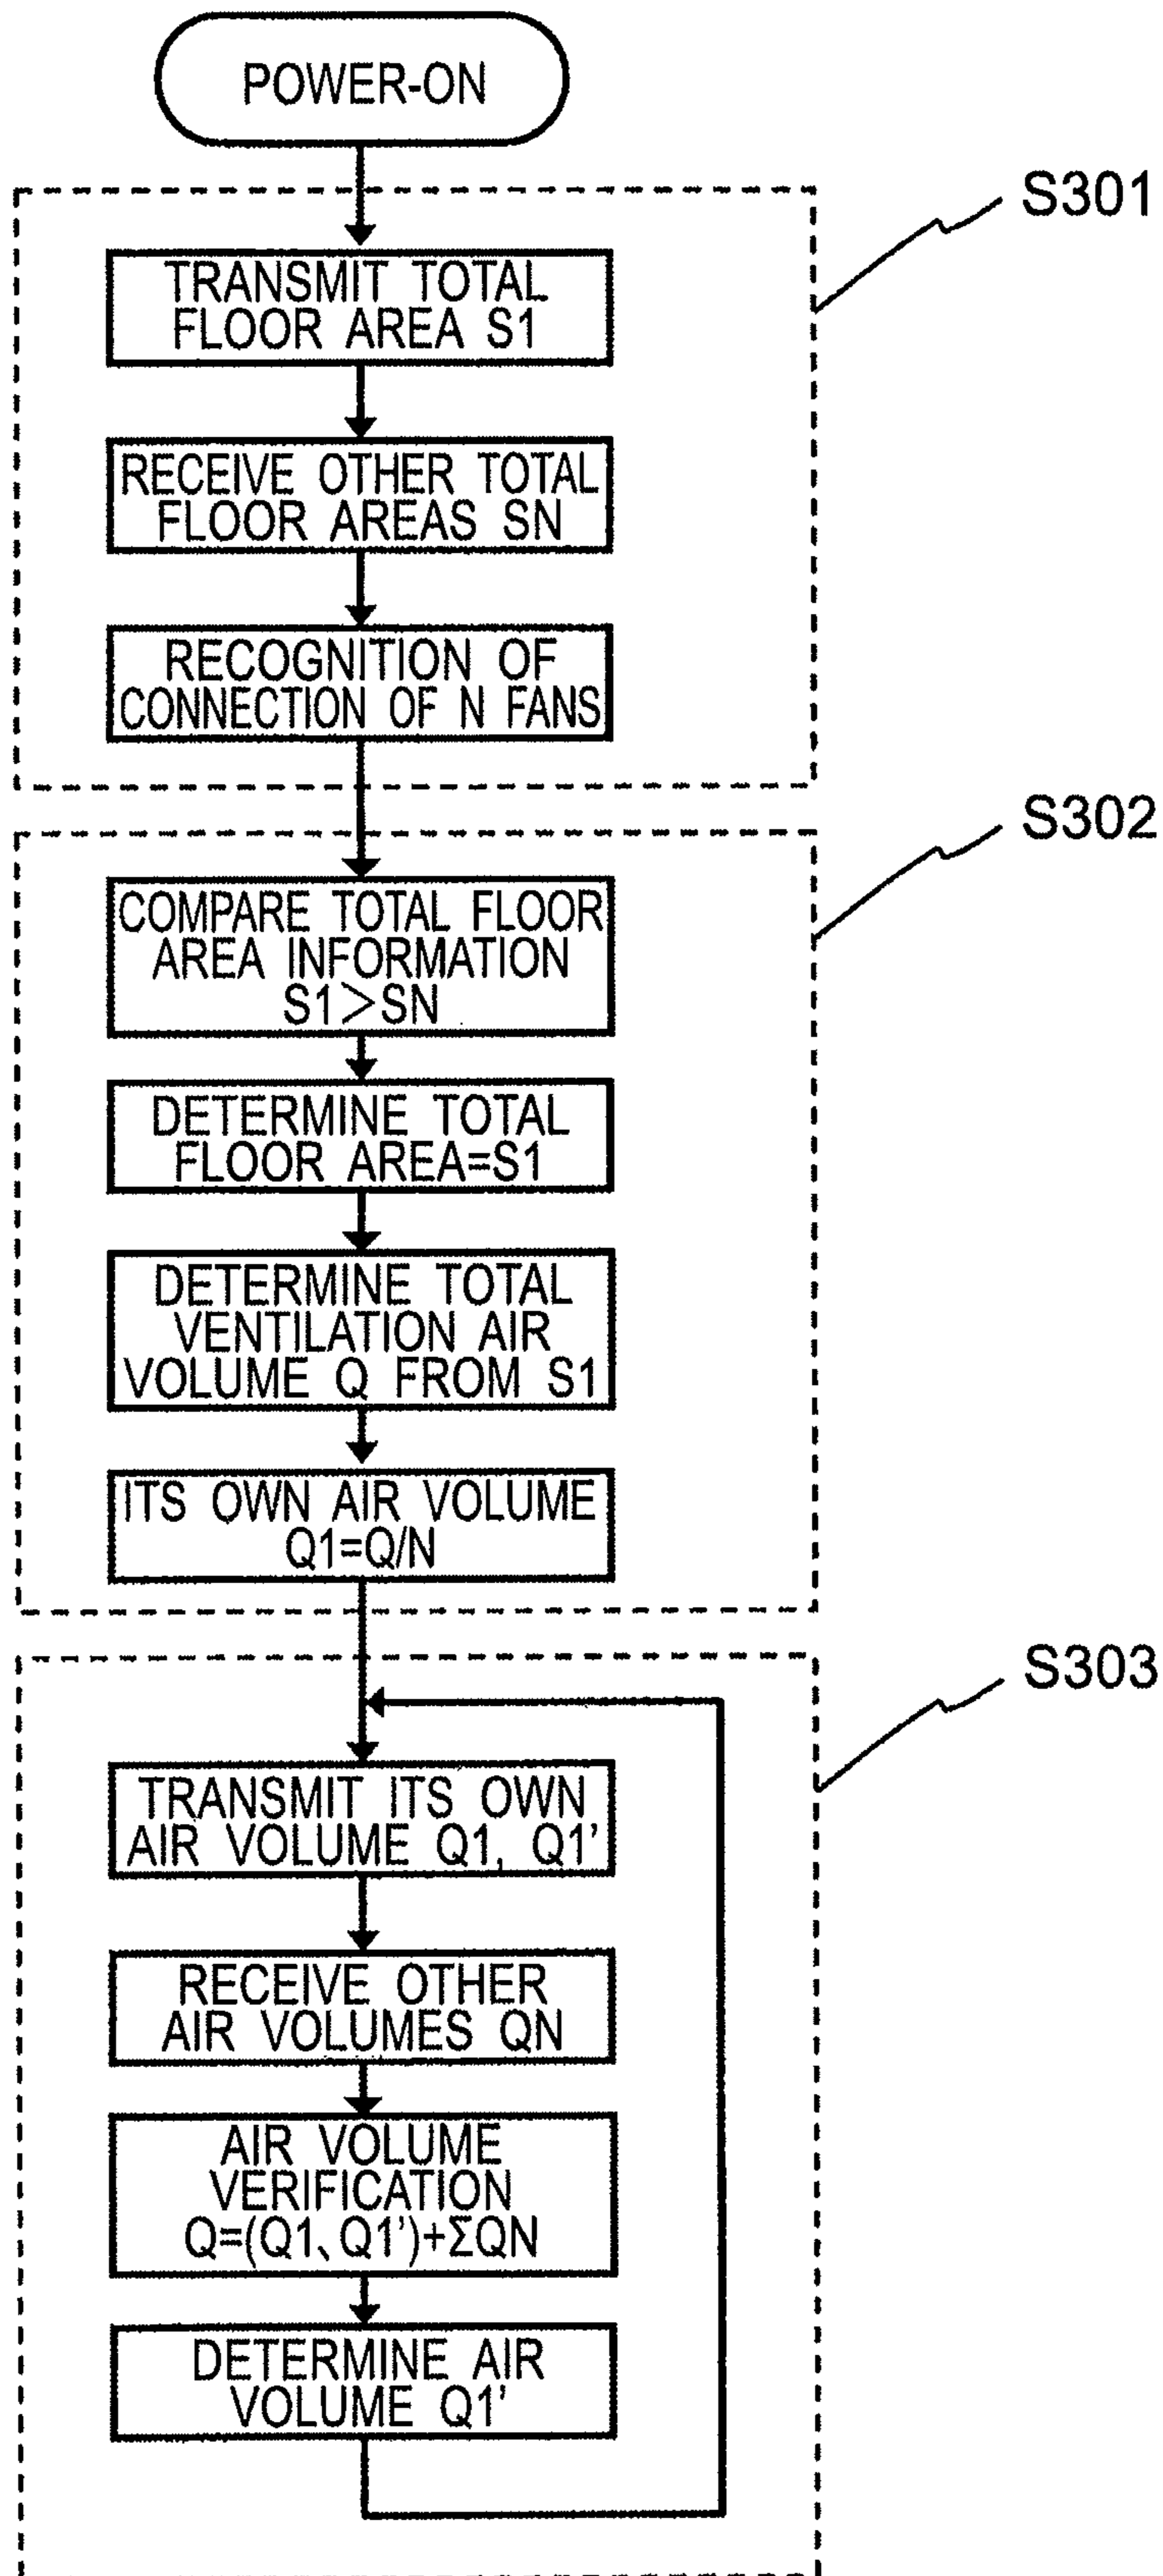 POWER-ON
S301
TRANSMIT TOTAL
FLOOR AREA S1
RECEIVE OTHER TOTAL
FLOOR AREAS SN
RECOGNITION OF
CONNECTION OF N FANS
S302
COMPARE TOTAL FLOOR
AREA INFORMATION
S1>SN
DETERMINE TOTAL
FLOOR AREA=S1
DETERMINE TOTAL
VENTILATION AIR
VOLUME Q FROM S1
ITS OWN AIR VOLUME
Q1=Q/N
S303
TRANSMIT ITS OWN
AIR VOLUME Q1, Q1'
RECEIVE OTHER
AIR VOLUMES QN
AIR VOLUME
VERIFICATION
Q=(Q1、Q1')+ΣQN
DETERMINE AIR
VOLUME Q1'